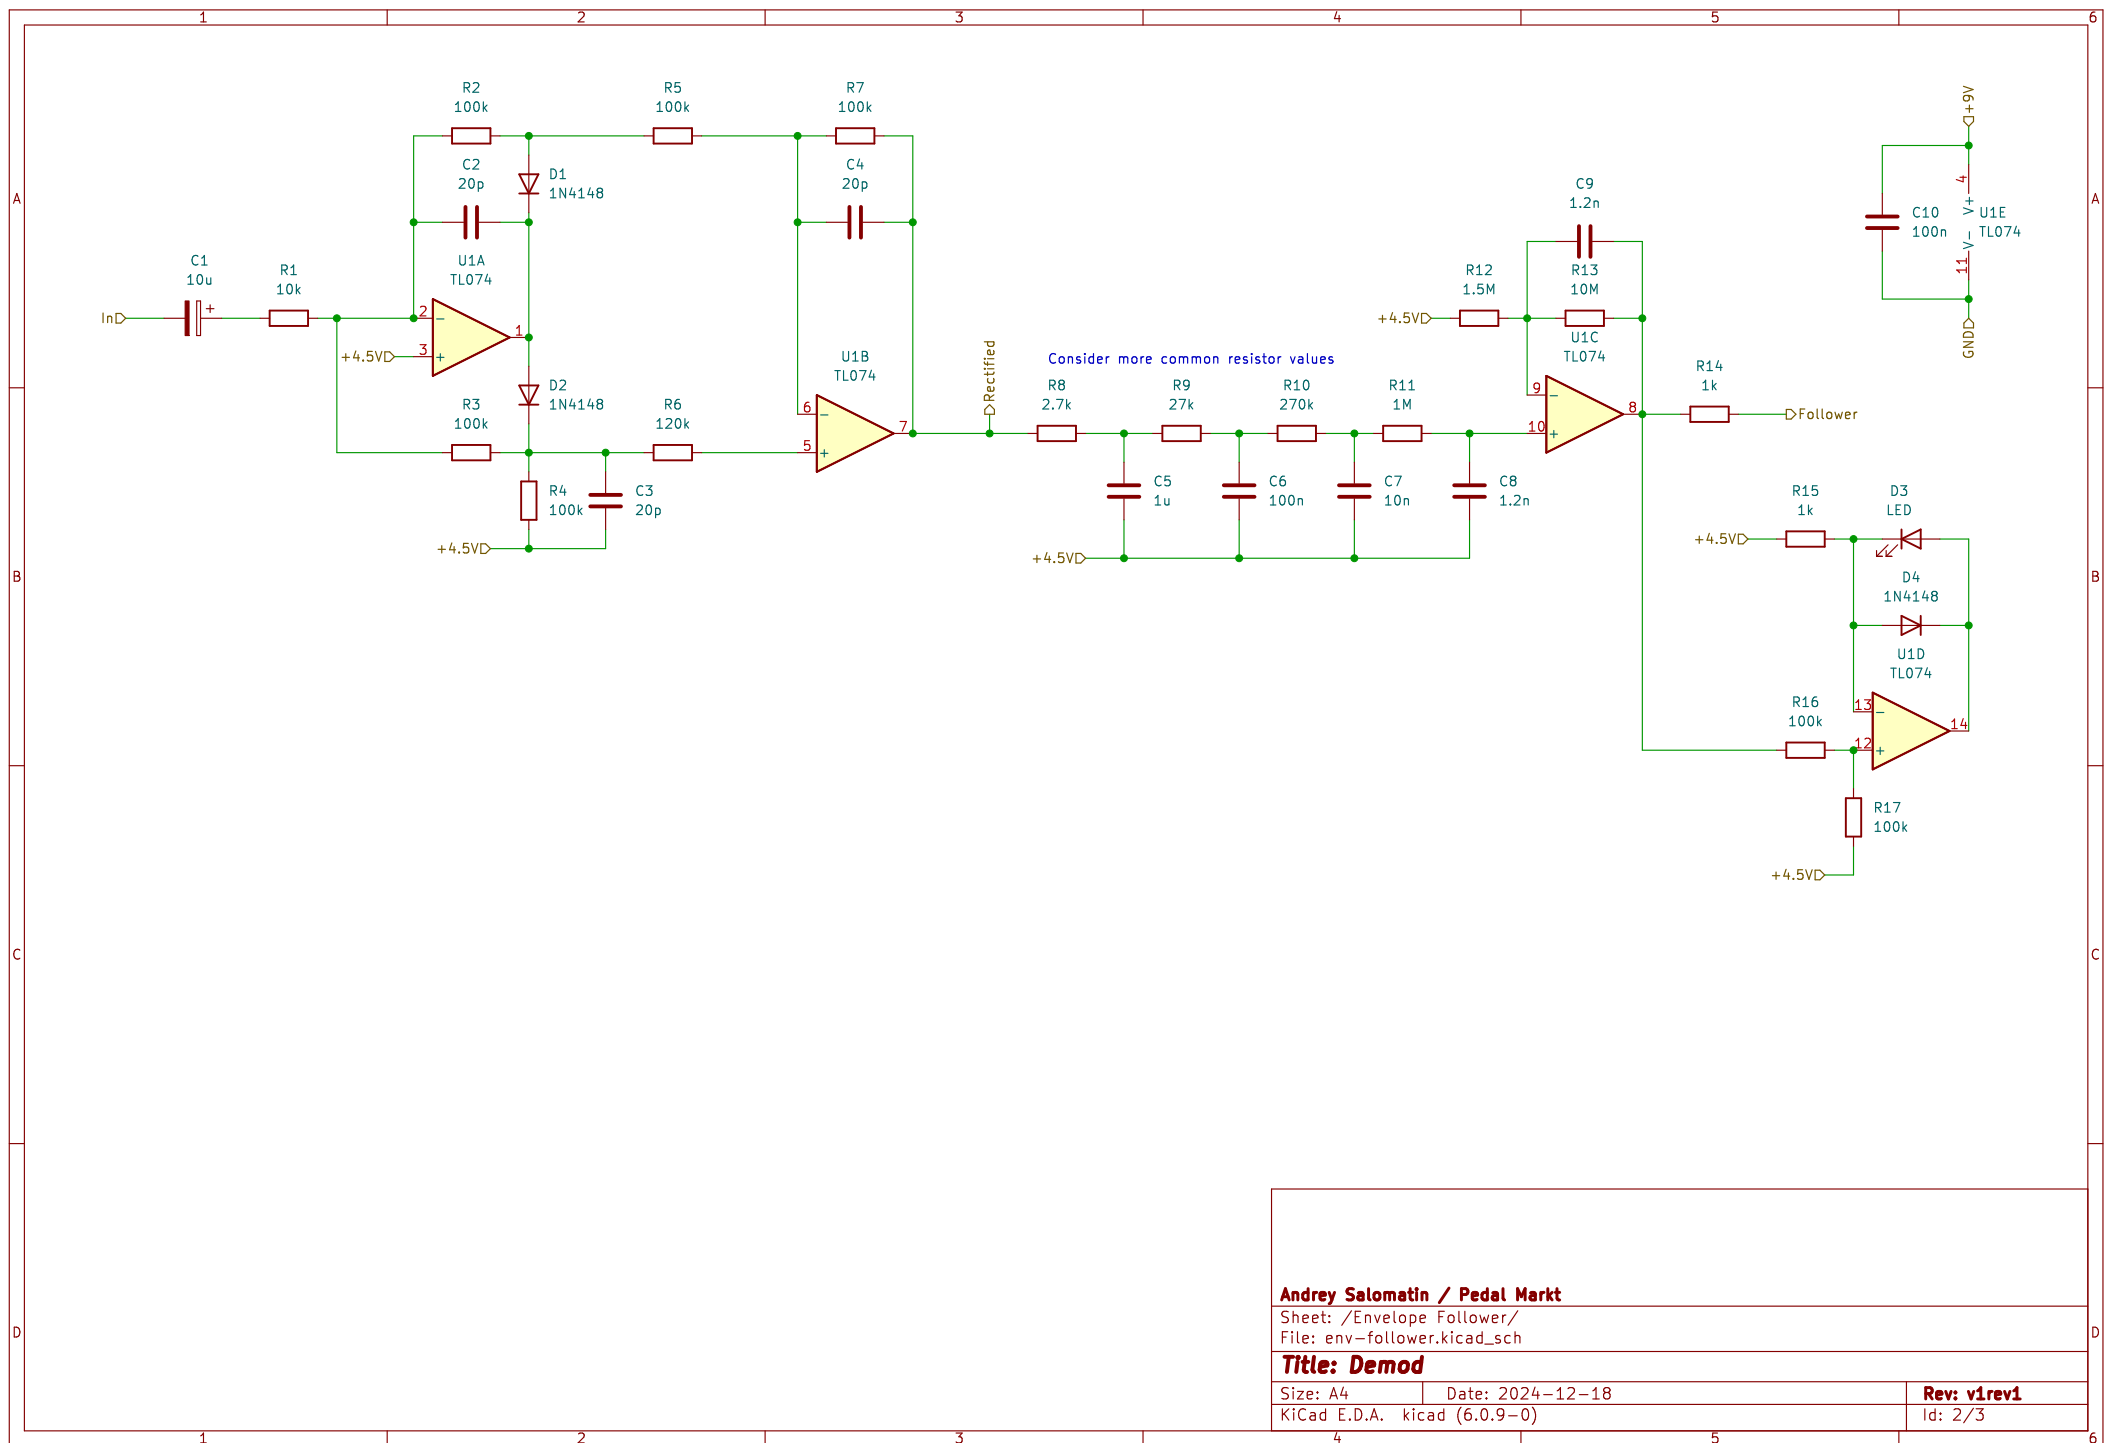 1 2 3 4 5 6
A A
B B
C C
D D
1 2 3 4 5 6
In
C1
10u
+
R1
10k
R2
100k
C2
20p
U1A
TL074
2
3
1
−
+
+4.5V
D1
1N4148
D2
1N4148
R3
100k
R4
100k
C3
20p
+4.5V
R5
100k
R6
120k
R7
100k
C4
20p
U1B
TL074
6
5
7
−
+
Rectified
Consider more common resistor values
R8
2.7k
R9
27k
R10
270k
R11
1M
C5
1u
C6
100n
C7
10n
C8
1.2n
+4.5V
+4.5V
R12
1.5M
C9
1.2n
R13
10M
U1C
TL074
9
10
8
−
+
R14
1k
Follower
+9V
4
V+
V−
11
GND
C10
100n
U1E
TL074
+4.5V
R15
1k
D3
LED
D4
1N4148
U1D
TL074
13
12
14
−
+
R16
100k
R17
100k
+4.5V
Andrey Salomatin / Pedal Markt
Sheet: /Envelope Follower/
File: env−follower.kicad_sch
Title: Demod
Size: A4 Date: 2024−12−18 Rev: v1rev1
KiCad E.D.A. kicad (6.0.9−0) Id: 2/3